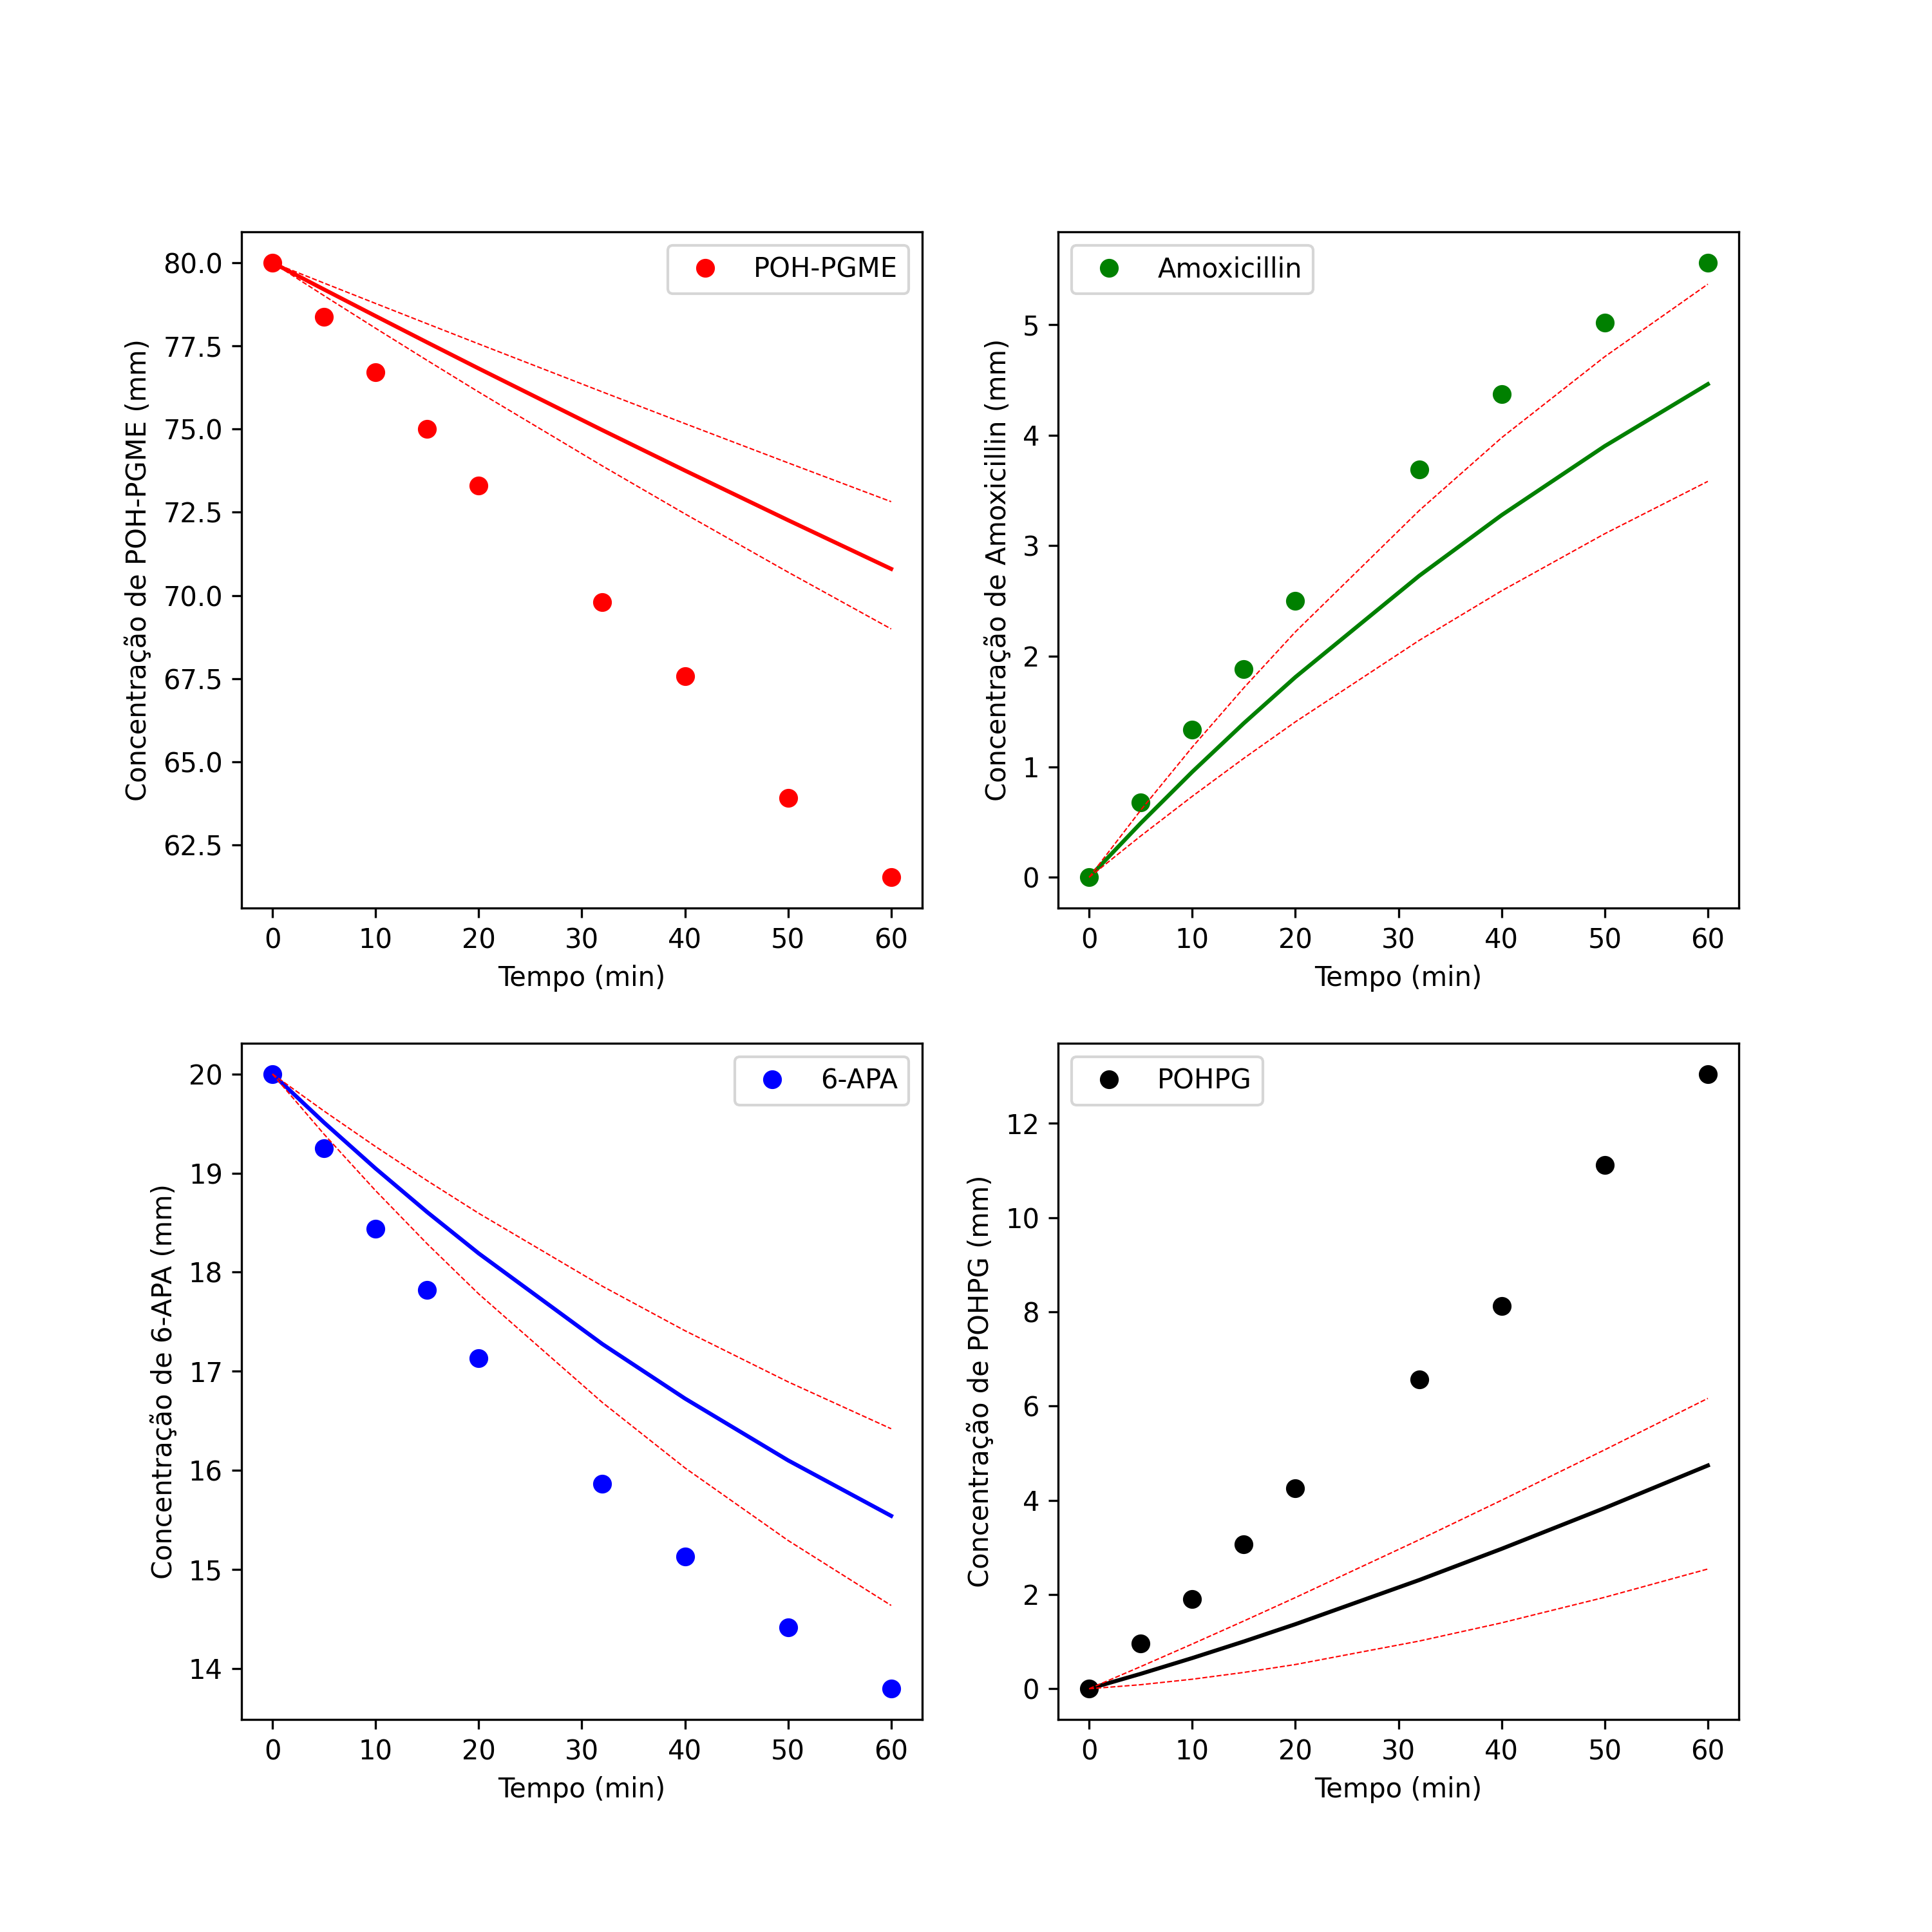 POH-PGME
80.0
77.5
75.0
72.5
70.0
67.5
65.0
62.5
Concentração de POH-PGME (mm)
0 10 20 30 40 50 60
Tempo (min)
Amoxicillin
5
4
3
2
1
0
Concentração de Amoxicillin (mm)
0 10 20 30 40 50 60
Tempo (min)
6-APA
20
19
18
17
16
15
14
Concentração de 6-APA (mm)
0 10 20 30 40 50 60
Tempo (min)
POHPG
12
10
8
6
4
2
0
Concentração de POHPG (mm)
0 10 20 30 40 50 60
Tempo (min)